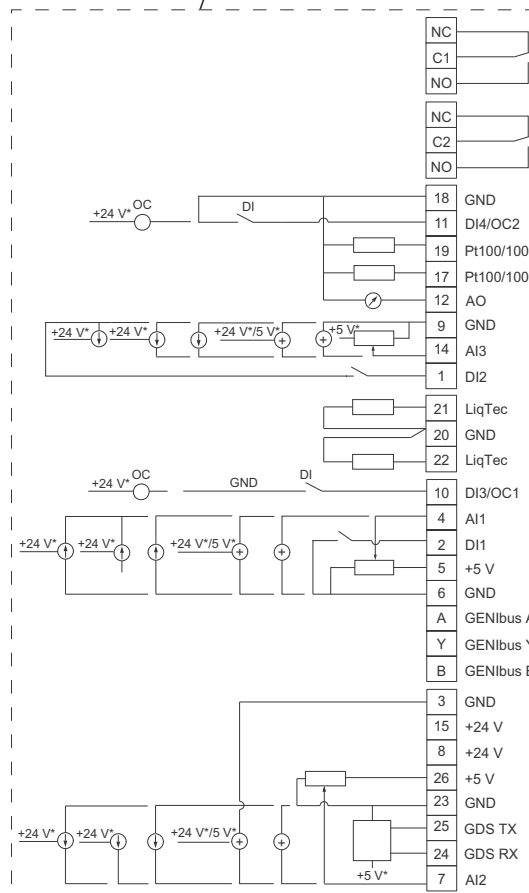 NC
C1
NO
NC
C2
NO
18 GND
+24 V* OC DI 11 DI4/OC2
19 Pt100/100
17 Pt100/100
12 AO
9 GND
+24 V* +24 V* +24 V*/5 V* +5 V*
14 AI3
1 DI2
21 LiqTec
20 GND
22 LiqTec
+24 V* OC GND DI 10 DI3/OC1
4 AI1
2 DI1
+24 V* +24 V* +24 V*/5 V*
5 +5 V
6 GND
A GENIbus A
Y GENIbus Y
B GENIbus B
3 GND
15 +24 V
8 +24 V
26 +5 V
23 GND
25 GDS TX
+24 V* +24 V* +24 V*/5 V*
24 GDS RX
+5 V*
7 AI2